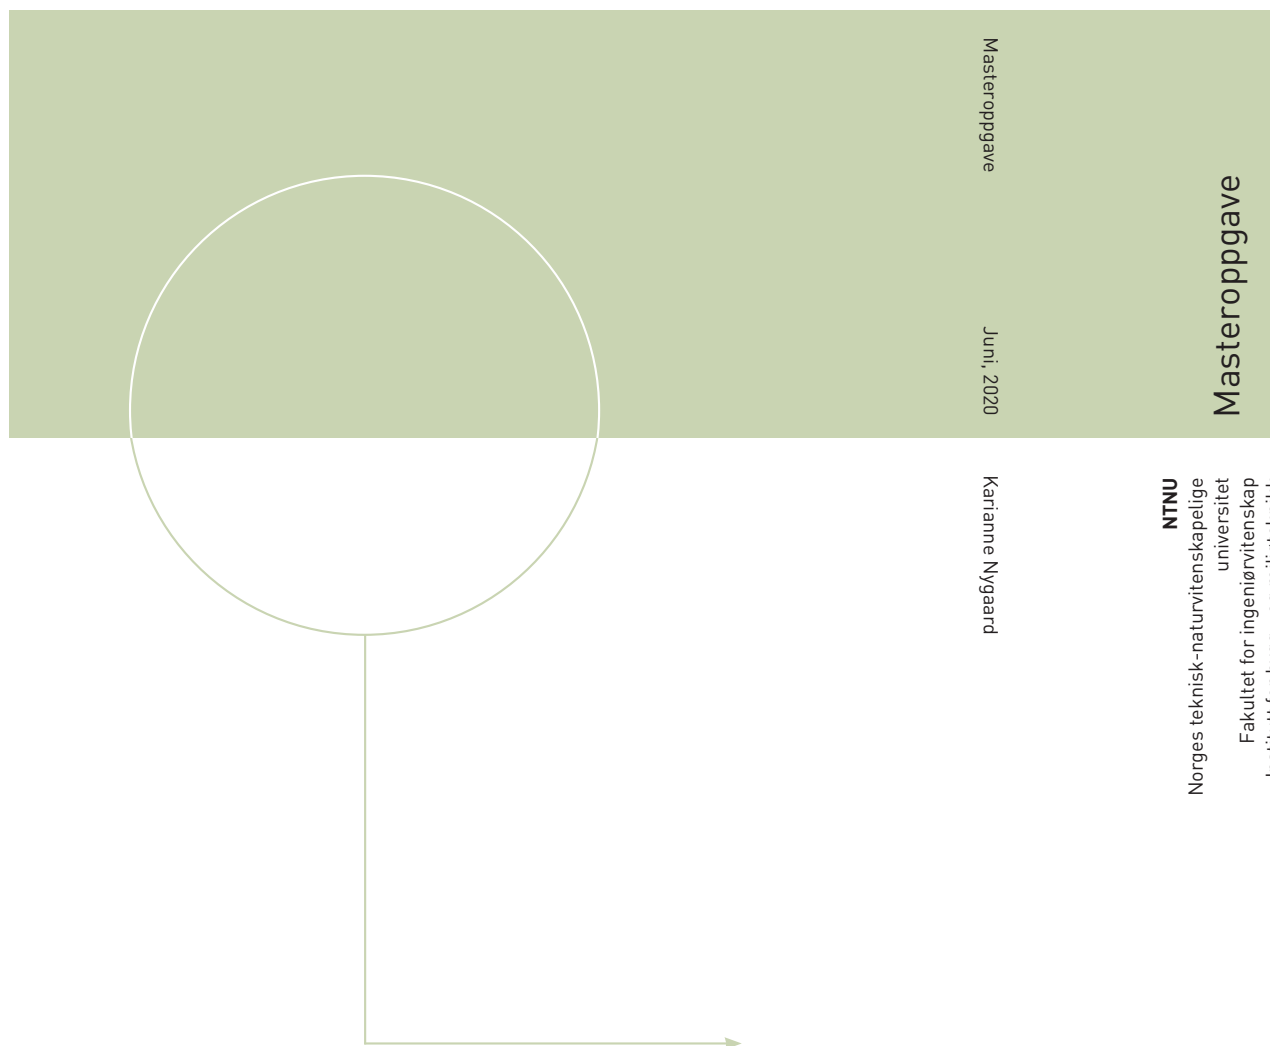 Masteroppgave
Juni, 2020
Karianne Nygaard
Masteroppgave
NTNU
Norges teknisk-naturvitenskapelige
universitet
Fakultet for ingeniørvitenskap